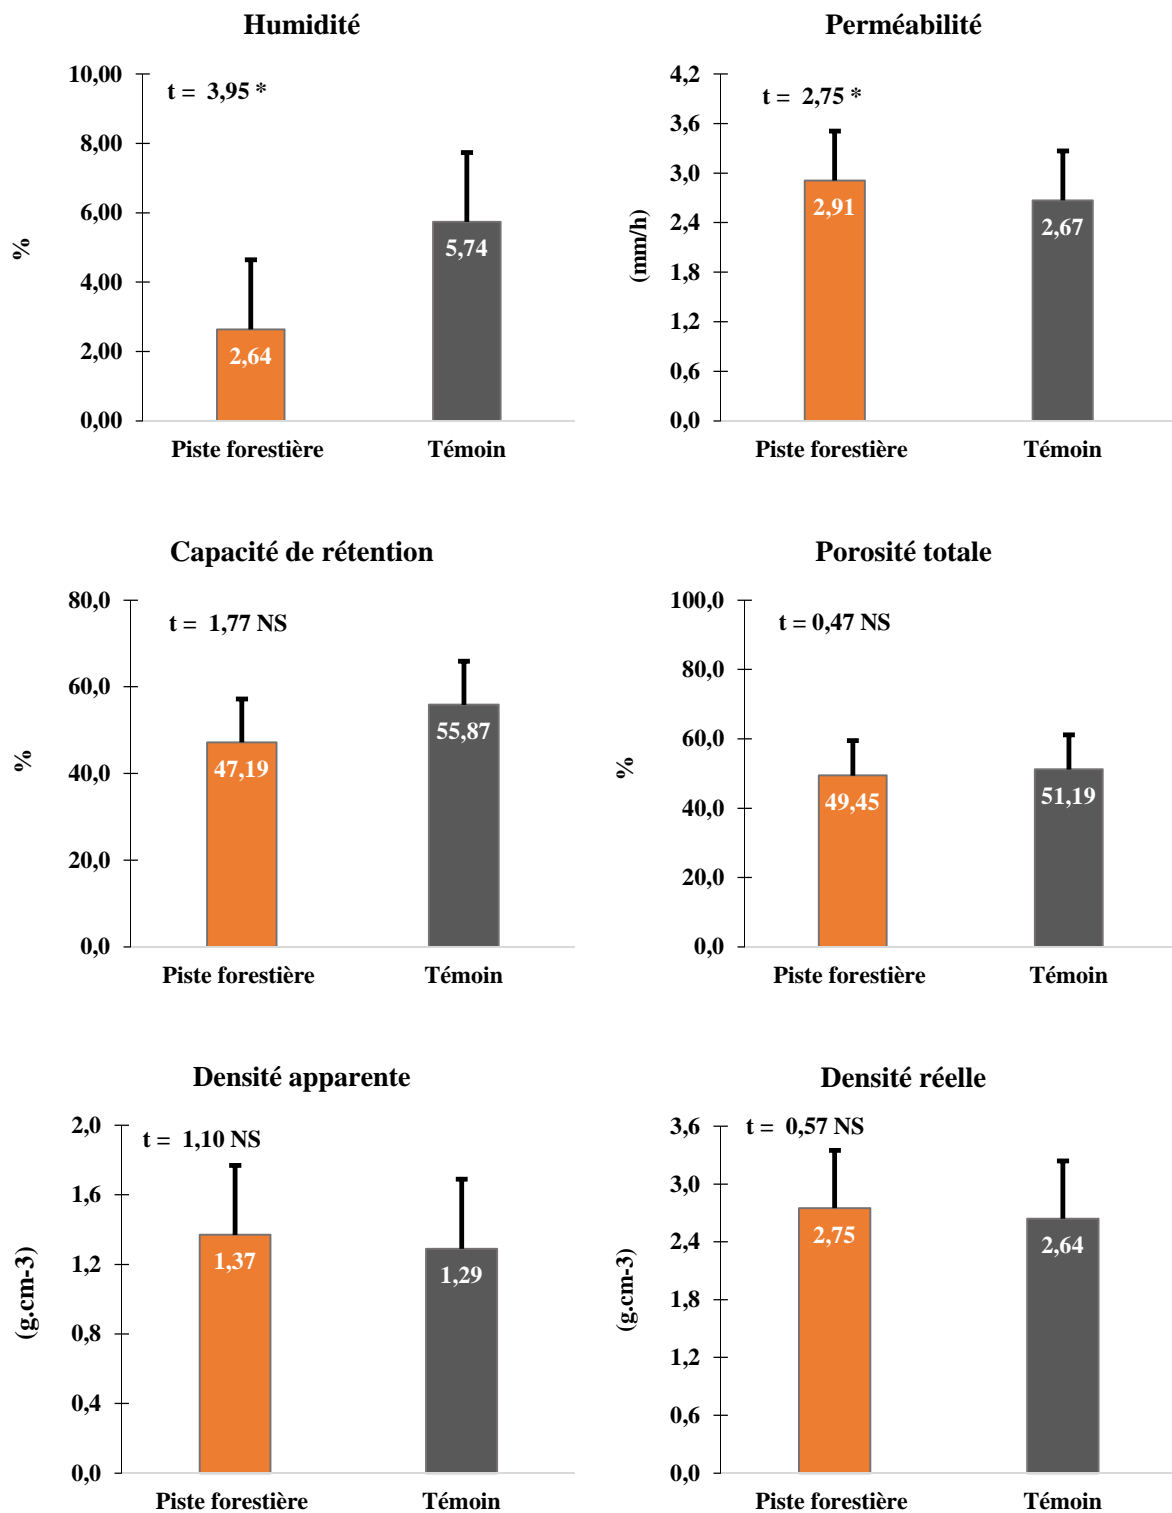 Humidité
t = 3,95 *
10,00
8,00
6,00
4,00
2,00
0,00
%
2,64
5,74
Piste forestière
Témoin
Perméabilité
t = 2,75 *
4,2
3,6
3,0
2,4
1,8
1,2
0,6
0,0
(mm/h)
2,91
2,67
Piste forestière
Témoin
Capacité de rétention
t = 1,77 NS
80,0
60,0
40,0
20,0
0,0
%
47,19
55,87
Piste forestière
Témoin
Porosité totale
t = 0,47 NS
100,0
80,0
60,0
40,0
20,0
0,0
%
49,45
51,19
Piste forestière
Témoin
Densité apparente
t = 1,10 NS
2,0
1,6
1,2
0,8
0,4
0,0
(g.cm-3)
1,37
1,29
Piste forestière
Témoin
Densité réelle
t = 0,57 NS
3,6
3,0
2,4
1,8
1,2
0,6
0,0
(g.cm-3)
2,75
2,64
Piste forestière
Témoin